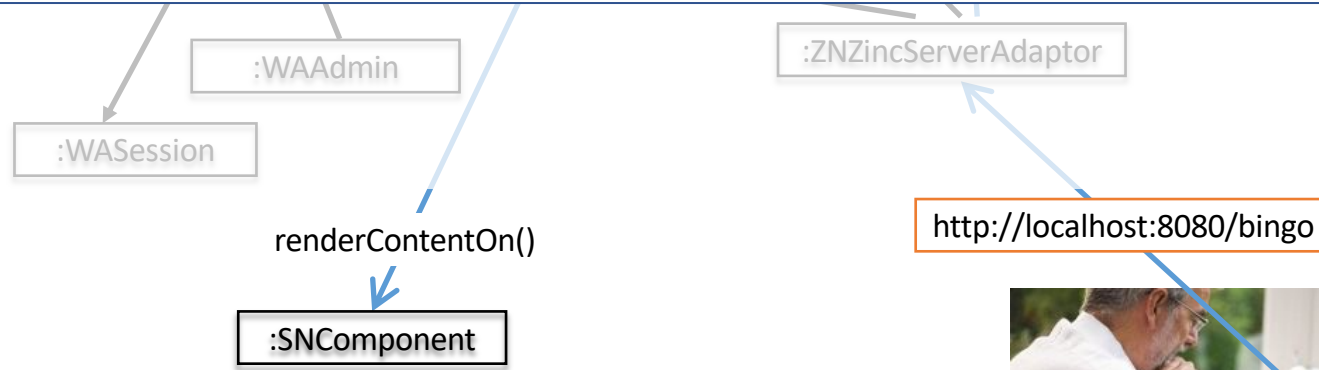 :ZNZincServerAdaptor
:WAAdmin
:WASession
http://localhost:8080/bingo
renderContentOn()
:SNComponent